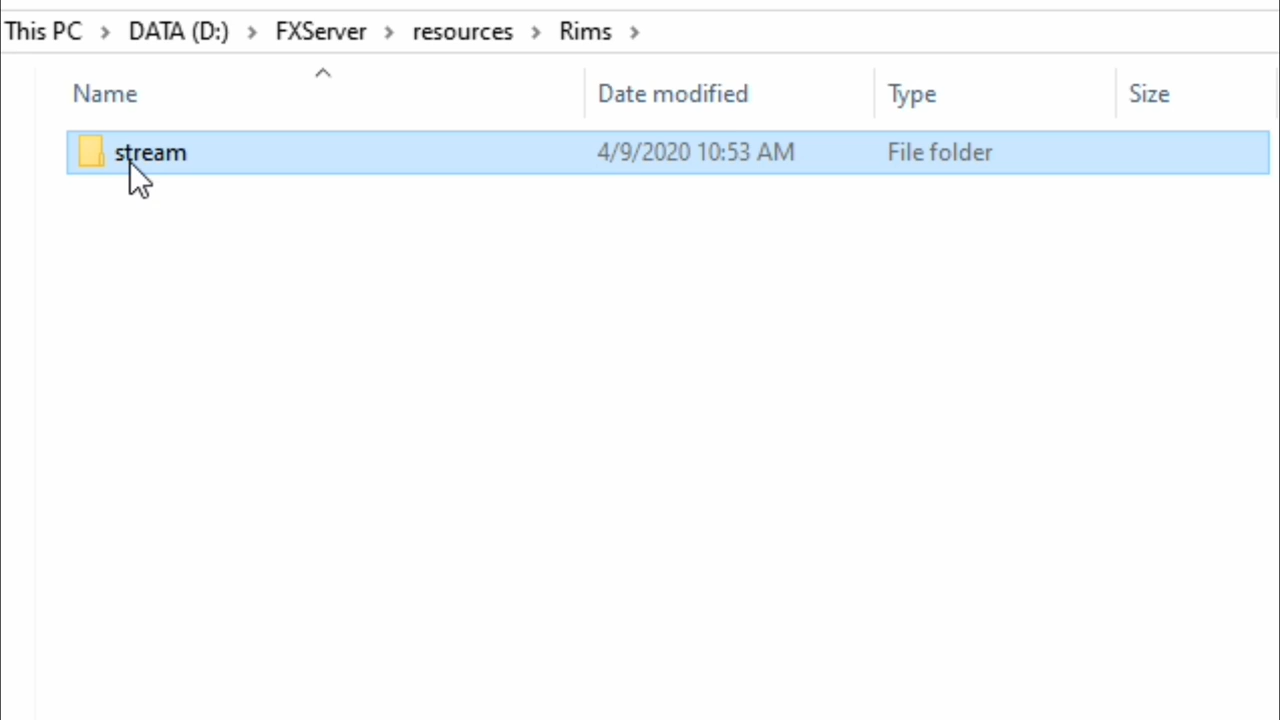 This PC > DATA (D:) > FXServer > resources > Rims >
Name Date modified Type Size
stream 4/9/2020 10:53 AM File folder